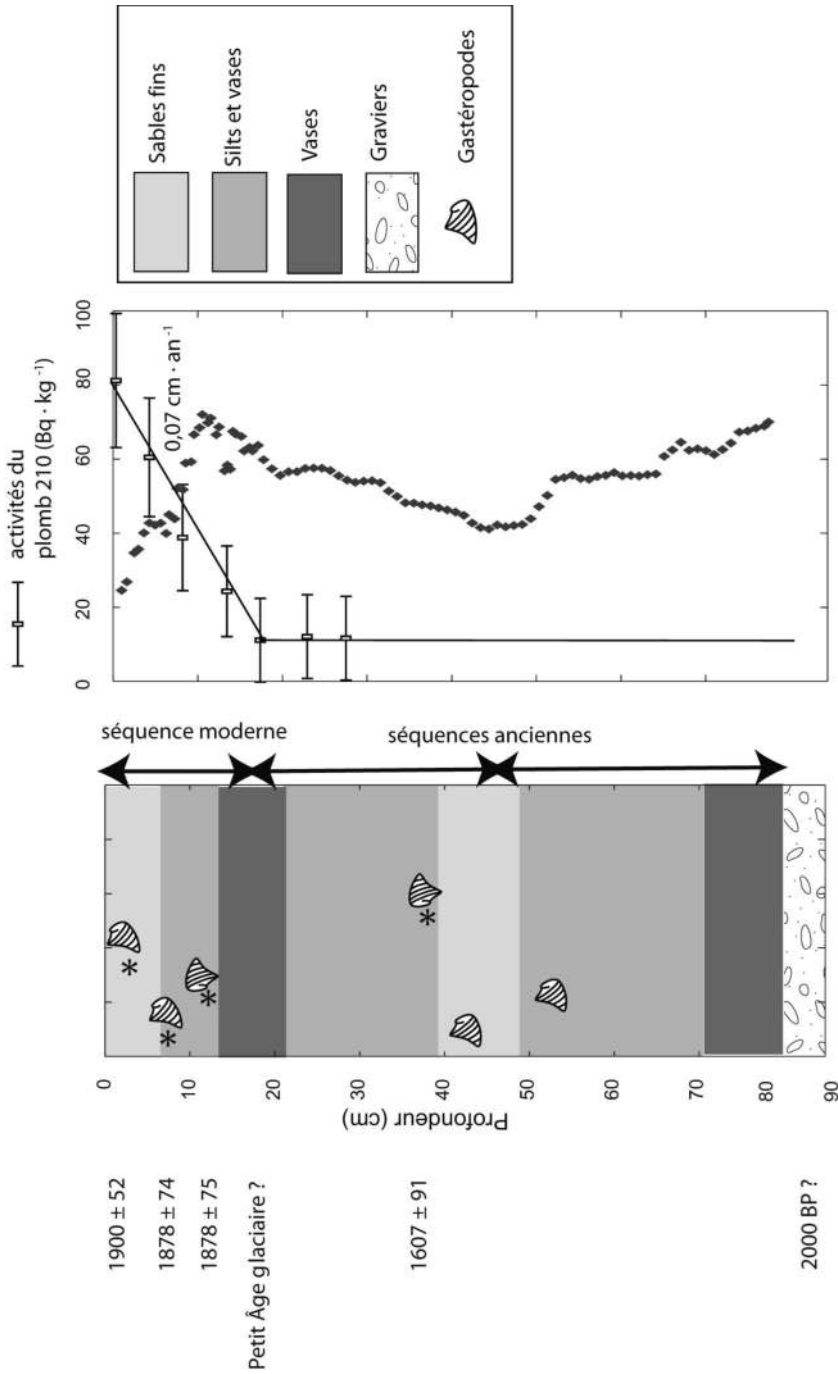 1900 ± 52
1878 ± 74
1878 ± 75
Petit Âge glaciaire ?
1607 ± 91
2000 BP ?
Profondeur (cm)
0
10
20
30
40
50
60
70
80
90
* 
*
*
*
séquence moderne
séquences anciennes
activités du
plomb 210 (Bq · kg⁻¹)
0
20
40
60
80
100
0,07 cm · an⁻¹
Sables fins
Silts et vases
Vases
Graviers
Gastéropodes